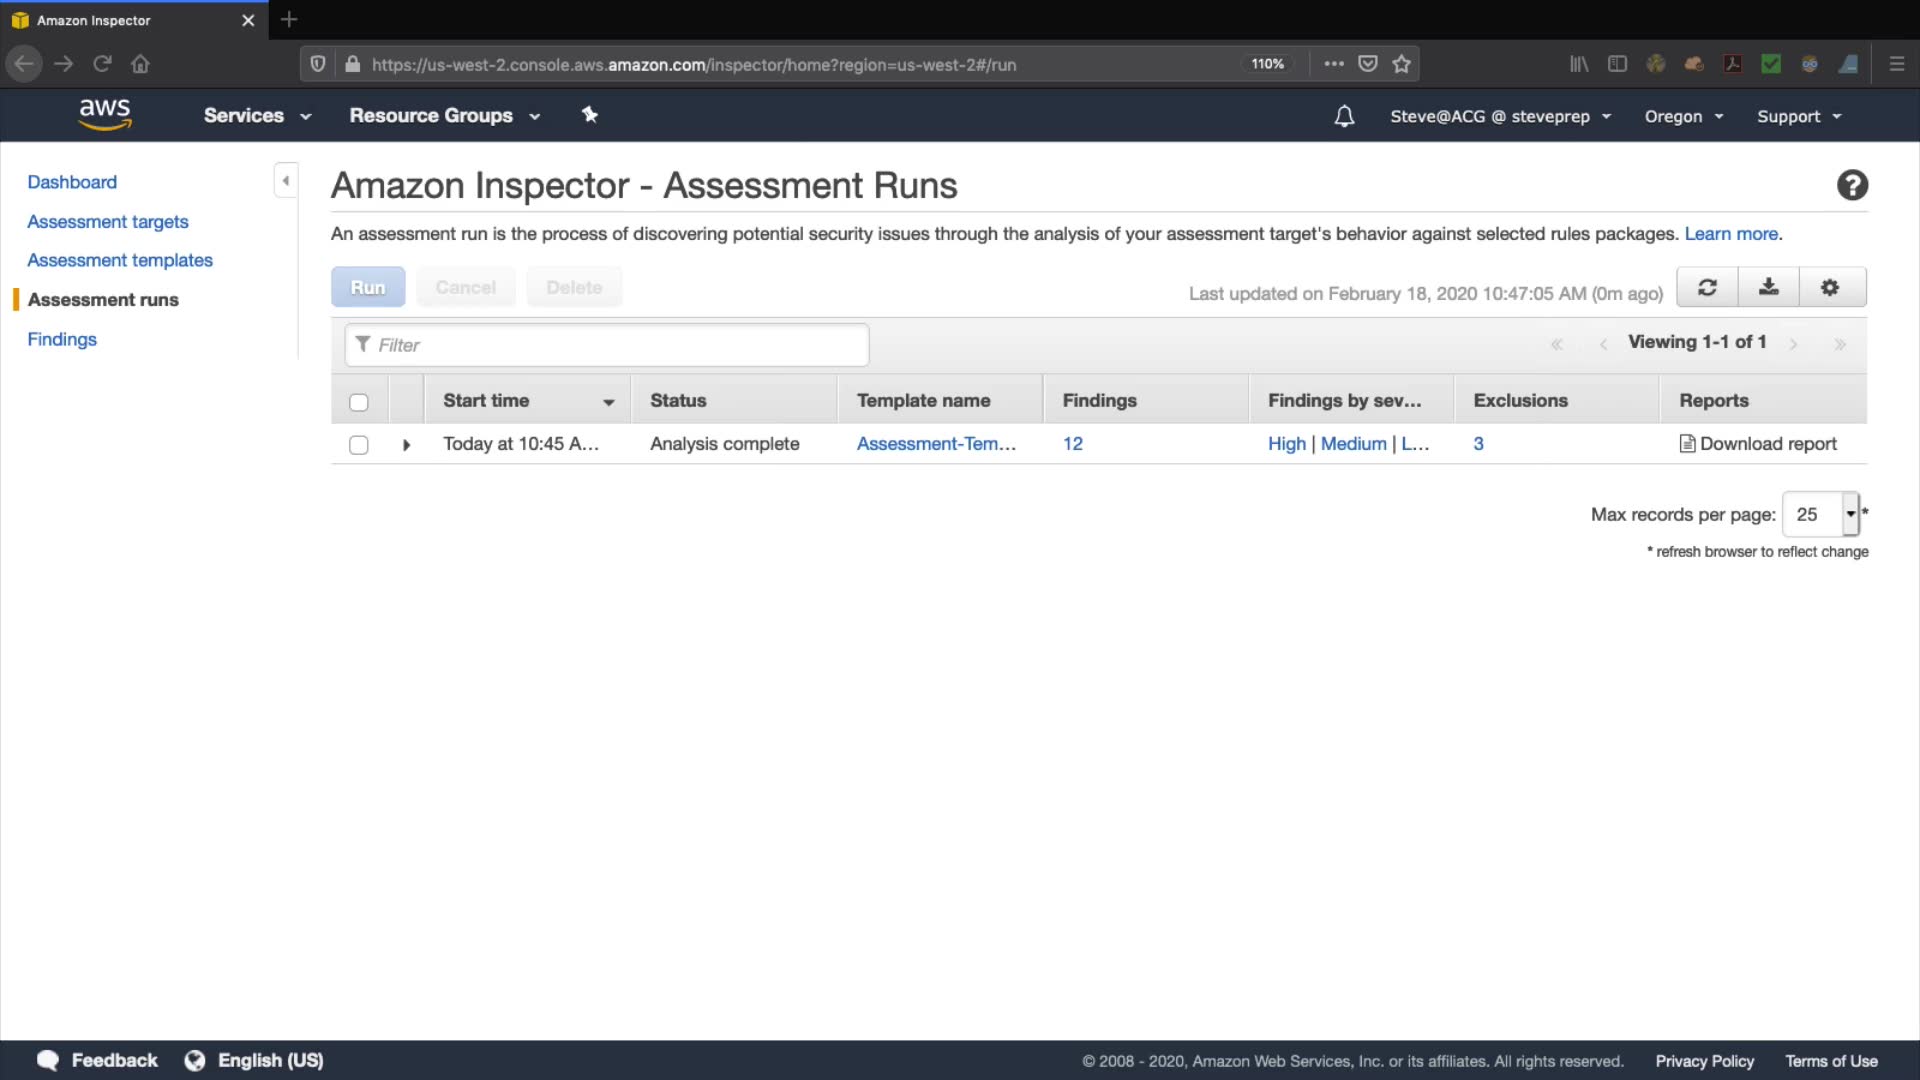 Amazon Inspector
https://us-west-2.console.aws.amazon.com/inspector/home?region=us-west-2#/run
110%
aws
Services
Resource Groups
Steve@ACG @ steveprep
Oregon
Support
Dashboard
Assessment targets
Assessment templates
Assessment runs
Findings
Amazon Inspector - Assessment Runs
An assessment run is the process of discovering potential security issues through the analysis of your assessment target's behavior against selected rules packages. Learn more.
Run
Cancel
Delete
Last updated on February 18, 2020 10:47:05 AM (0m ago)
Filter
Viewing 1-1 of 1
Start time
Status
Template name
Findings
Findings by sev...
Exclusions
Reports
Today at 10:45 A...
Analysis complete
Assessment-Tem...
12
High | Medium | L...
3
Download report
Max records per page: 25 *
* refresh browser to reflect change
Feedback
English (US)
© 2008 - 2020, Amazon Web Services, Inc. or its affiliates. All rights reserved.
Privacy Policy
Terms of Use